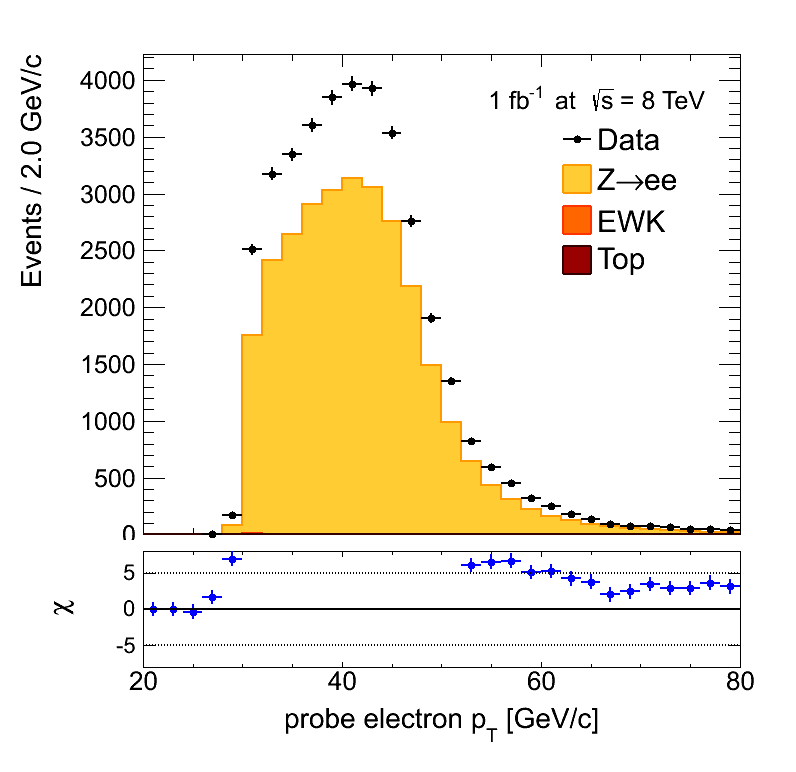 Events / 2.0 GeV/c
4000
3500
3000
2500
2000
1500
1000
500
0
1 fb-1 at √s = 8 TeV
Data
Z→ee
EWK
Top
χ
5
0
-5
20 40 60 80
probe electron pT [GeV/c]